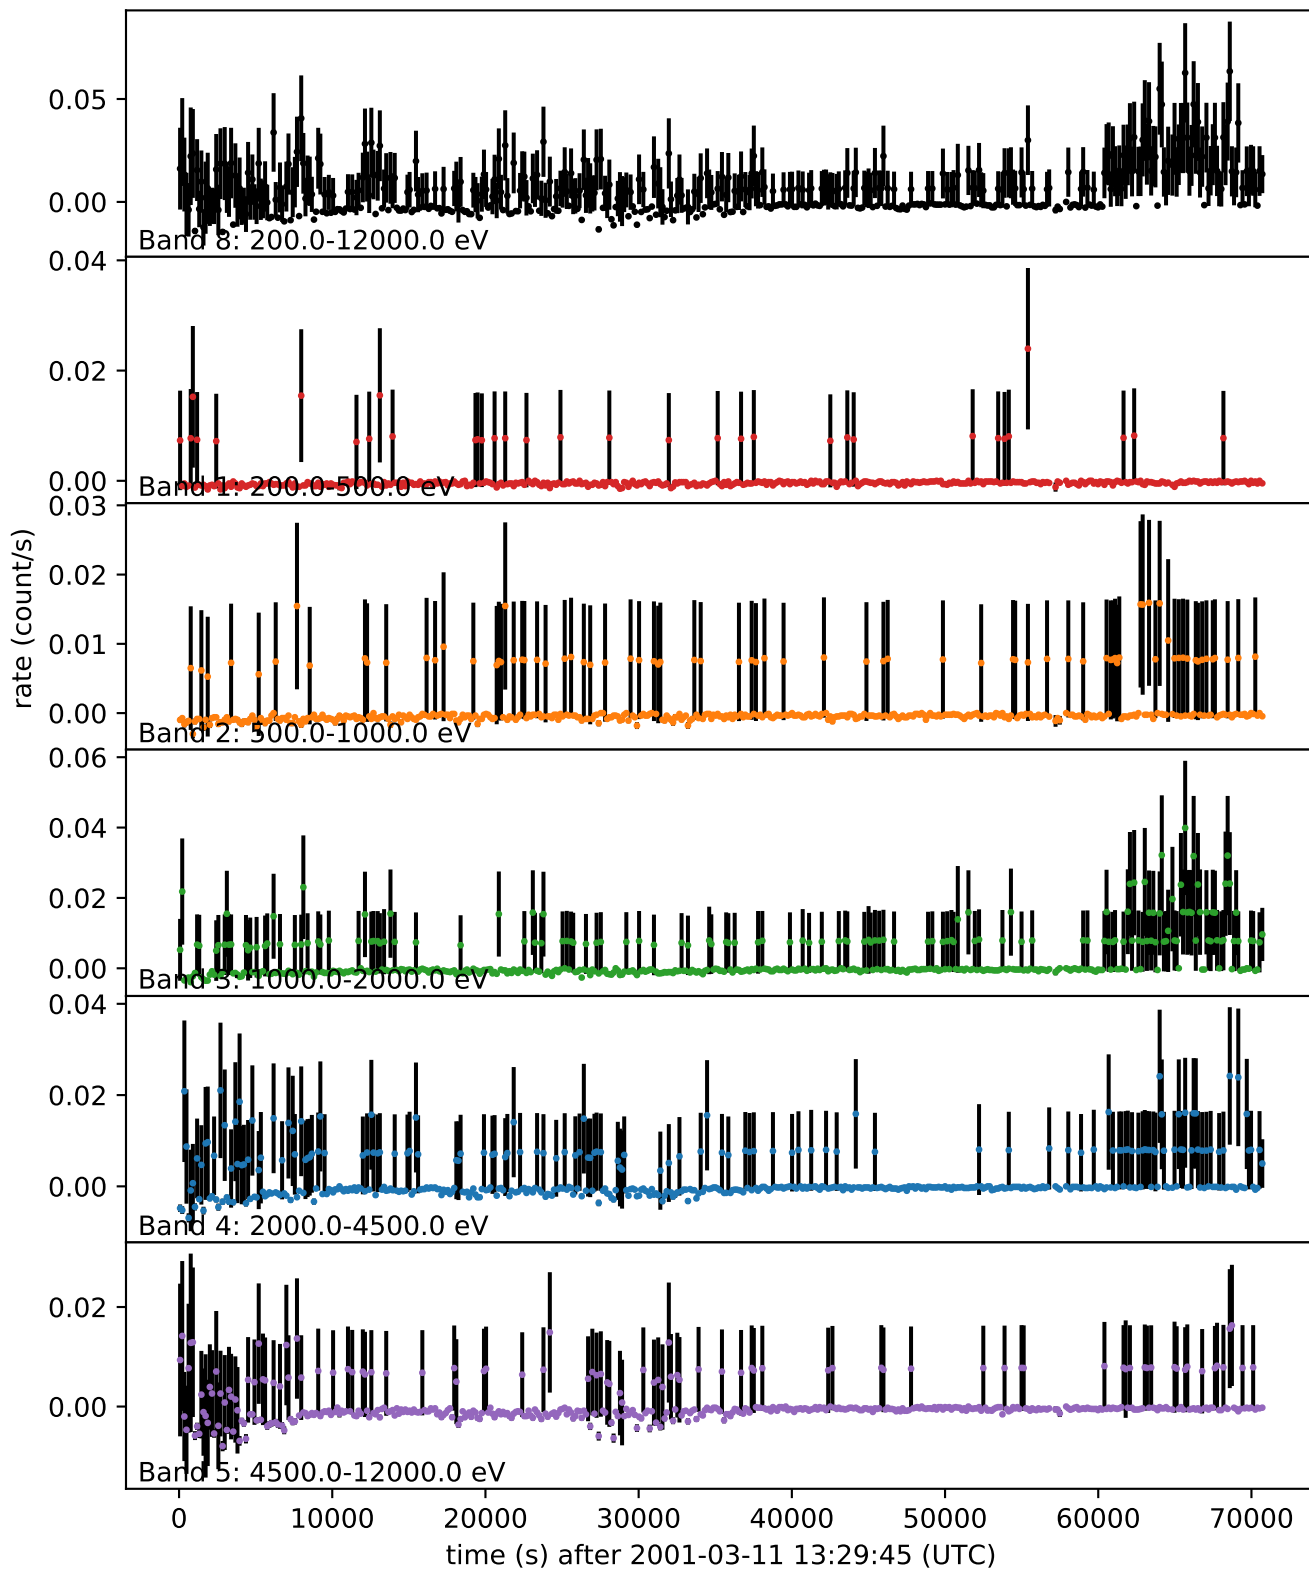 0.05
0.00
Band 8: 200.0-12000.0 eV
0.04
0.02
0.00
Band 1: 200.0-500.0 eV
0.03
0.02
0.01
0.00
Band 2: 500.0-1000.0 eV
rate (count/s)
0.06
0.04
0.02
0.00
Band 3: 1000.0-2000.0 eV
0.04
0.02
0.00
Band 4: 2000.0-4500.0 eV
0.02
0.00
Band 5: 4500.0-12000.0 eV
0 10000 20000 30000 40000 50000 60000 70000
time (s) after 2001-03-11 13:29:45 (UTC)